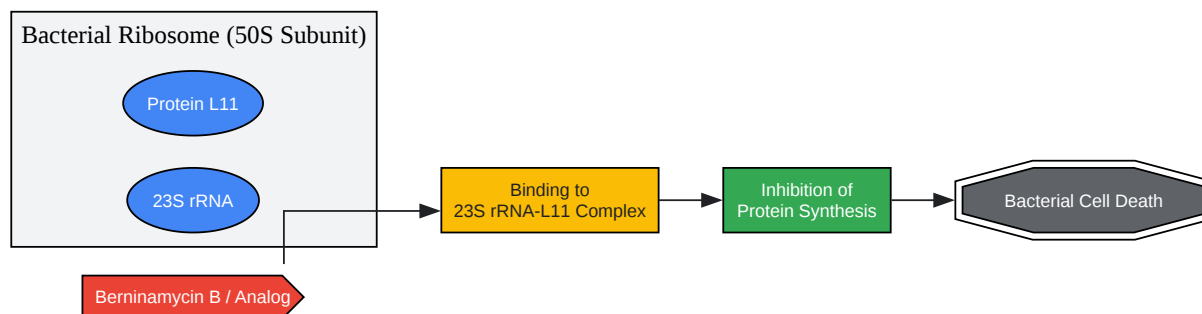 Bacterial Ribosome (50S Subunit)
Protein L11
23S rRNA
Berninamycin B / Analog
Binding to
23S rRNA-L11 Complex
Inhibition of
Protein Synthesis
Bacterial Cell Death